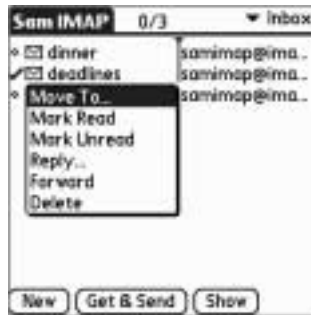 Sam IMAP 0/3 Inbox
dinner samimap@ima..
deadlines samimap@ima..
Move To... samimap@ima..
Mark Read
Mark Unread
Reply...
Forward
Delete
New Get & Send Show